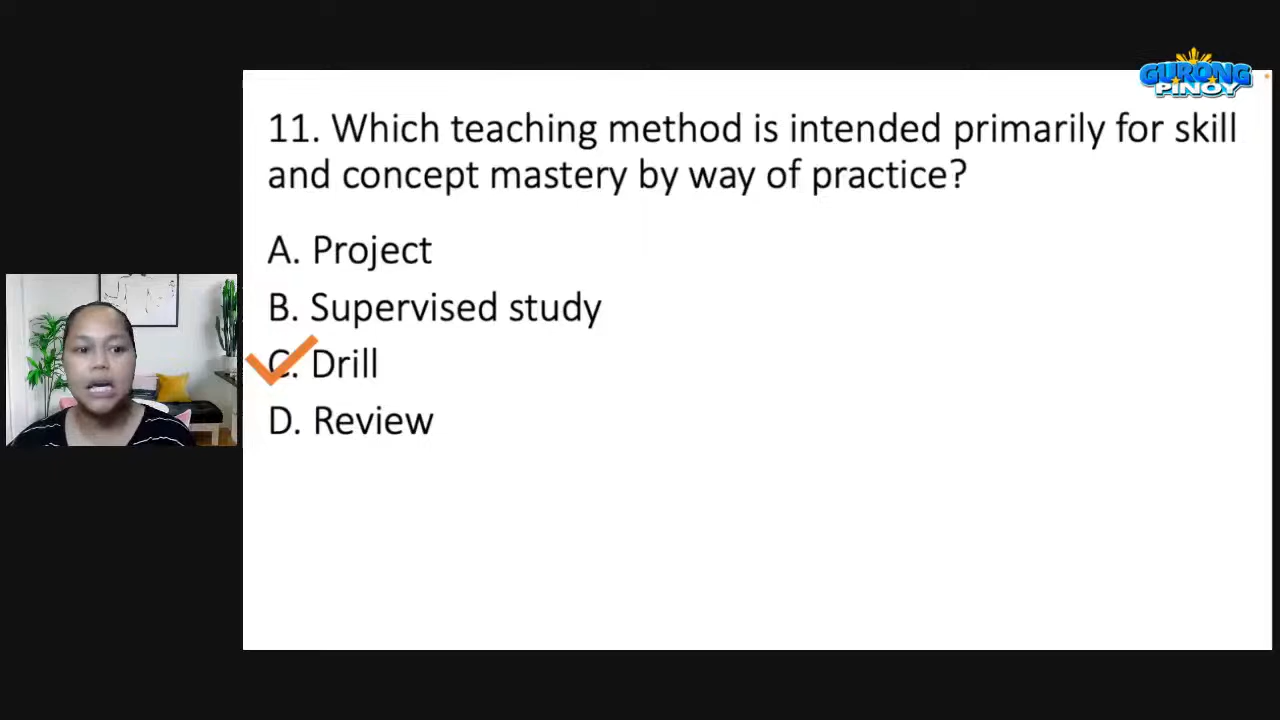 GURONG
PINOY
11. Which teaching method is intended primarily for skill
and concept mastery by way of practice?
A. Project
B. Supervised study
C. Drill
D. Review